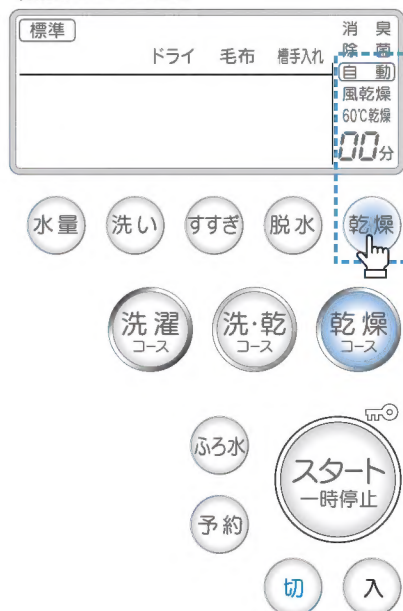 標準
ドライ 毛布 槽手入れ
消臭
除菌
自動
風乾燥
60℃乾燥
00分
水量 洗い すすぎ 脱水 乾燥
洗濯
コース
洗・乾
コース
乾燥
コース
ふろ水
スタート
一時停止
予約
切 入